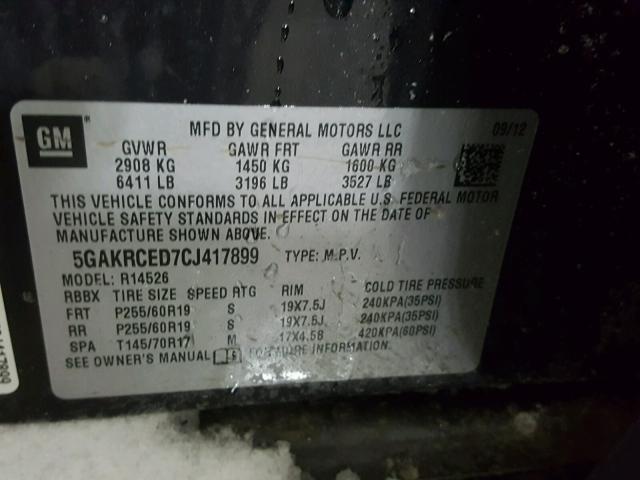 GM
MFD BY GENERAL MOTORS LLC 09/12
GVWR GAWR FRT GAWR RR
2908 KG 1450 KG 1600 KG
6411 LB 3196 LB 3527 LB
THIS VEHICLE CONFORMS TO ALL APPLICABLE U.S. FEDERAL MOTOR
VEHICLE SAFETY STANDARDS IN EFFECT ON THE DATE OF
MANUFACTURE SHOWN ABOVE.
5GAKRCED7CJ417899 TYPE: M.P.V.
MODEL: R14526
RBBX TIRE SIZE SPEED RTG RIM COLD TIRE PRESSURE
FRT P255/60R19 S 19X7.5J 240KPA(35PSI)
RR P255/60R19 S 19X7.5J 240KPA(35PSI)
SPA T145/70R17 M 17X4.5B 420KPA(60PSI)
SEE OWNER'S MANUAL FOR MORE INFORMATION.